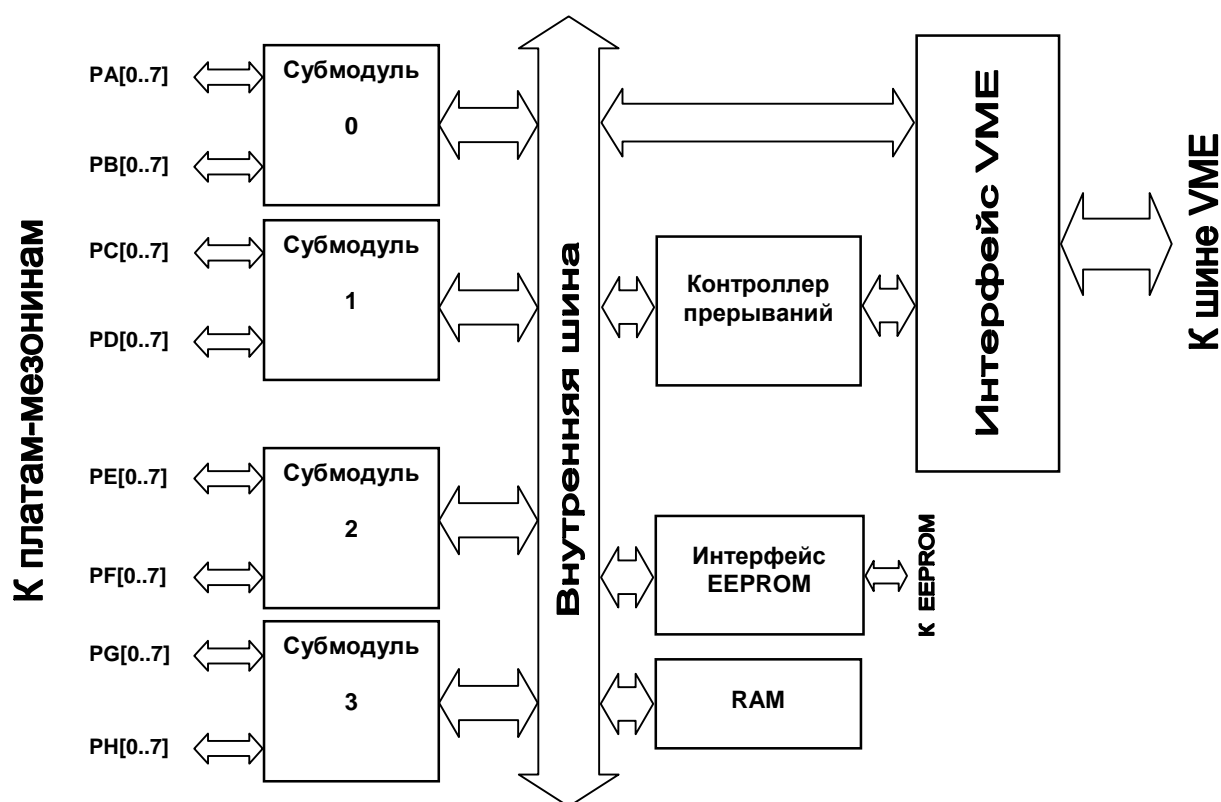 К платам-мезонинам
PA[0..7]
PB[0..7]
PC[0..7]
PD[0..7]
PE[0..7]
PF[0..7]
PG[0..7]
PH[0..7]
Субмодуль
0
Субмодуль
1
Субмодуль
2
Субмодуль
3
Внутренняя шина
Контроллер
прерываний
Интерфейс
EEPROM
RAM
Интерфейс VME
К EEPROM
К шине VME